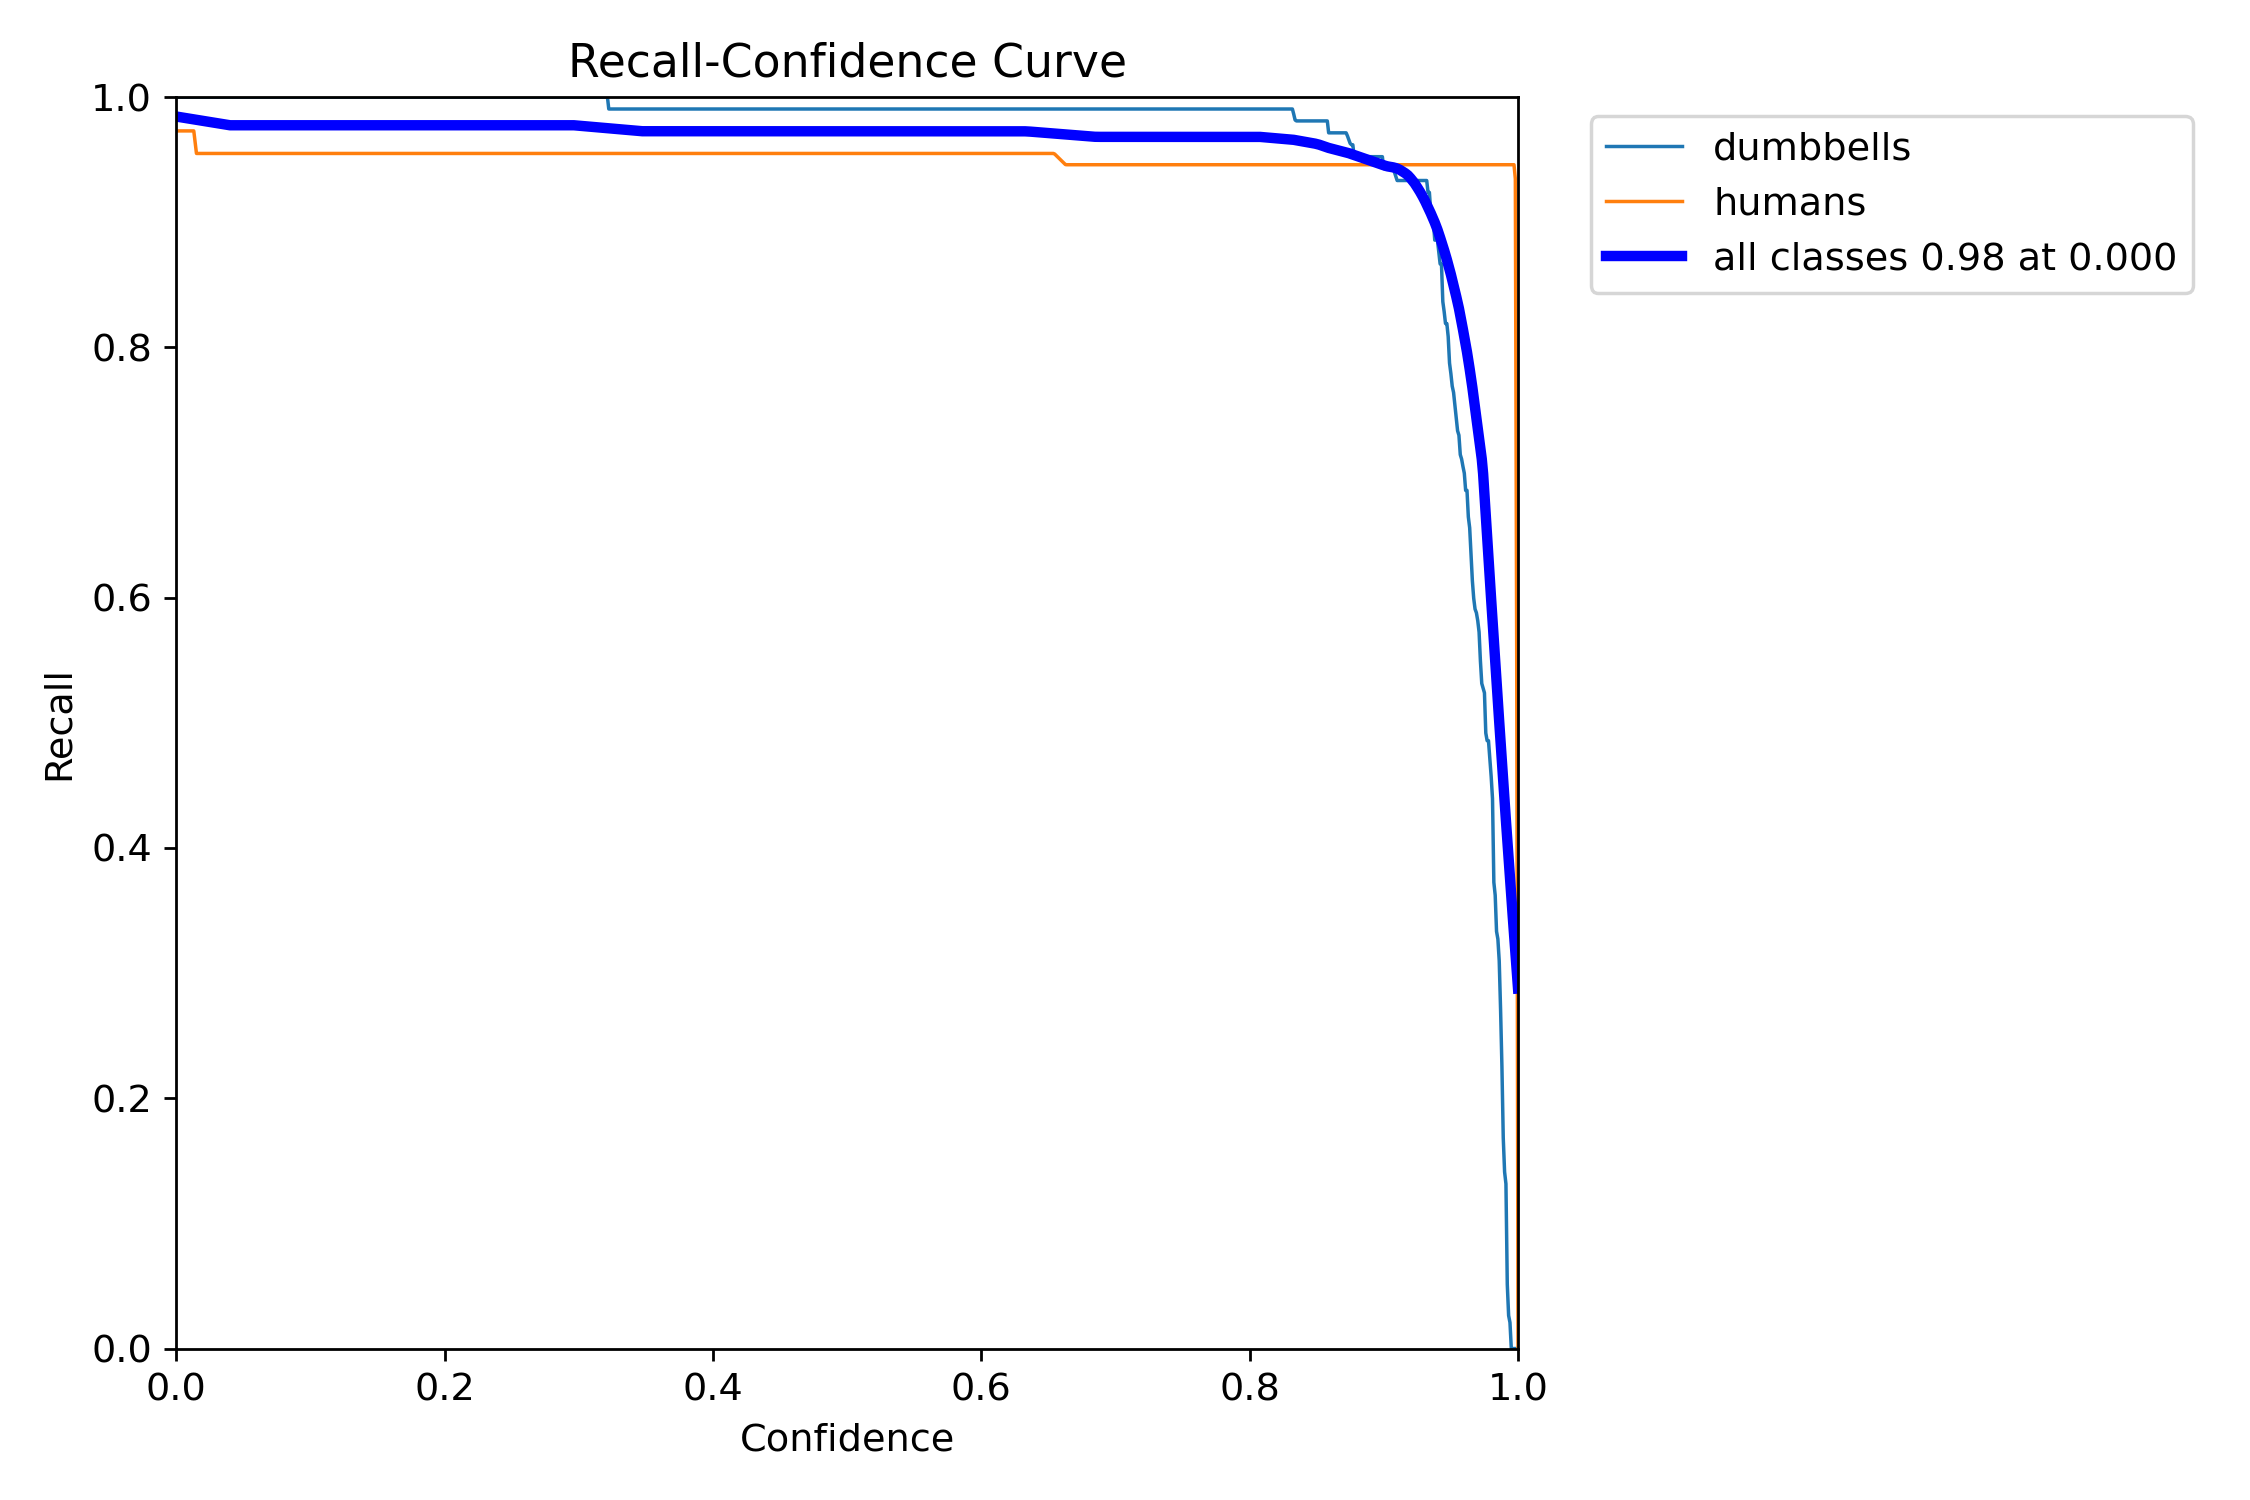 Recall-Confidence Curve
1.0
0.8
0.6
0.4
0.2
0.0
Recall
0.0 0.2 0.4 0.6 0.8 1.0
Confidence
dumbbells
humans
all classes 0.98 at 0.000